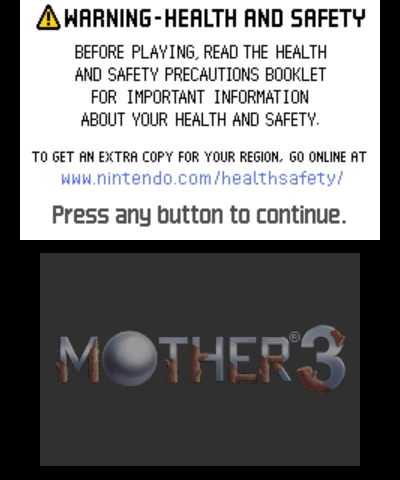 WARNING-HEALTH AND SAFETY
BEFORE PLAYING, READ THE HEALTH
AND SAFETY PRECAUTIONS BOOKLET
FOR IMPORTANT INFORMATION
ABOUT YOUR HEALTH AND SAFETY.
TO GET AN EXTRA COPY FOR YOUR REGION, GO ONLINE AT
www.nintendo.com/healthsafety/
Press any button to continue.
MOTHER® 3